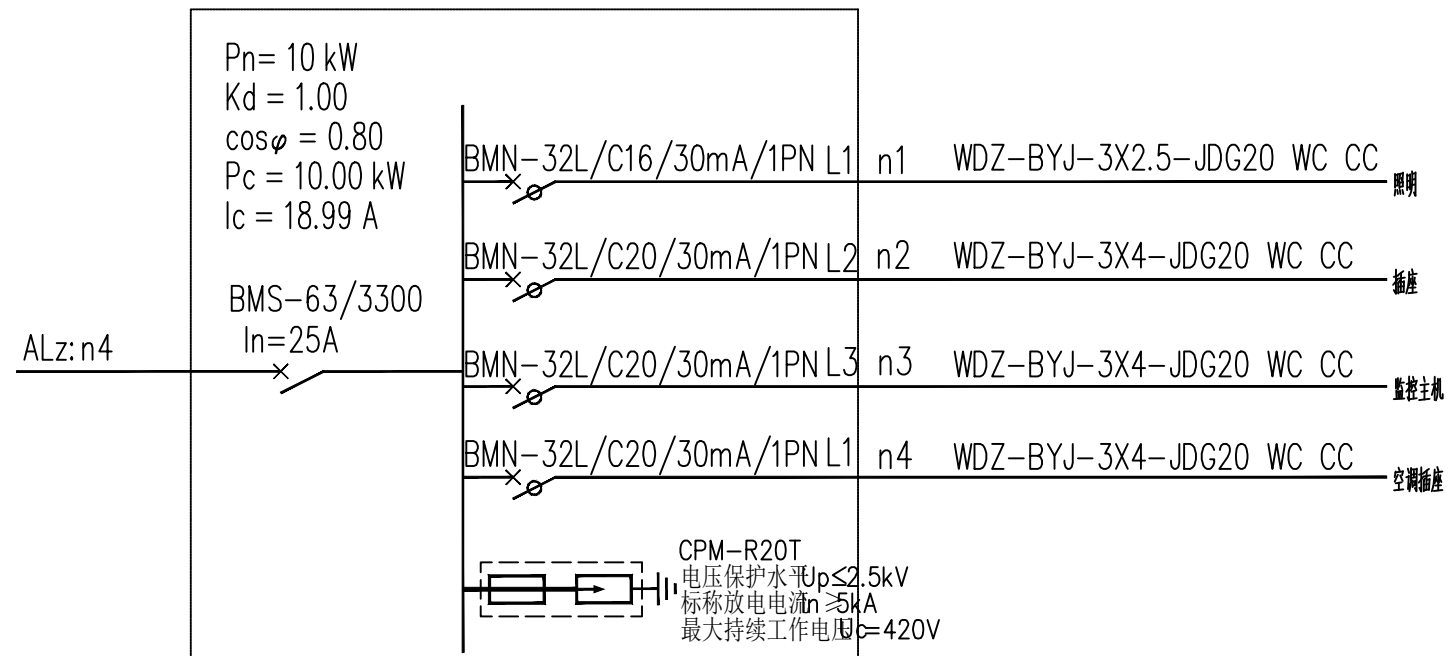 Pn= 10 kW
Kd = 1.00
cosφ = 0.80
Pc = 10.00 kW
Ic = 18.99 A
BMS-63/3300
In=25A
ALz: n4
BMN-32L/C16/30mA/1PN L1 n1 WDZ-BYJ-3X2.5-JDG20 WC CC
照明
BMN-32L/C20/30mA/1PN L2 n2 WDZ-BYJ-3X4-JDG20 WC CC
插座
BMN-32L/C20/30mA/1PN L3 n3 WDZ-BYJ-3X4-JDG20 WC CC
监控主机
BMN-32L/C20/30mA/1PN L1 n4 WDZ-BYJ-3X4-JDG20 WC CC
空调插座
CPM-R20T
电压保护水平Up≤2.5kV
标称放电电流In≥5kA
最大持续工作电压Uc=420V